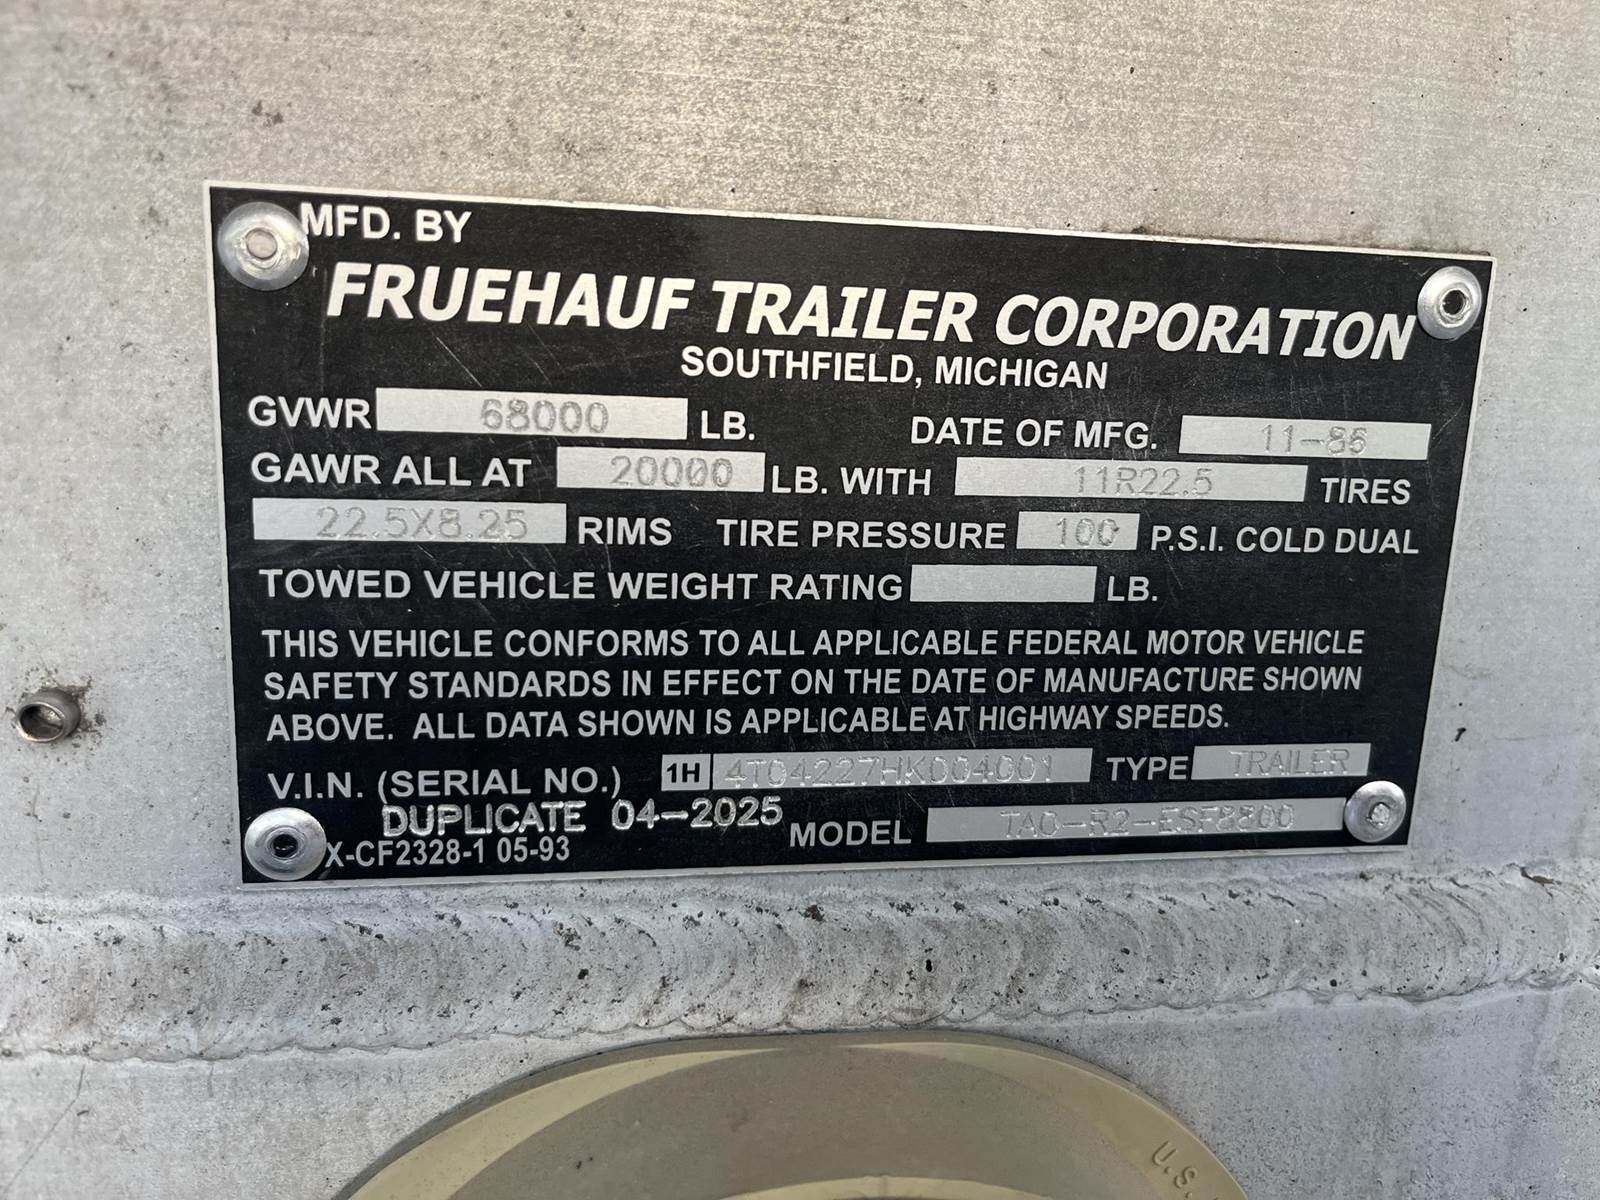 MFD. BY
FRUEHAUF TRAILER CORPORATION
SOUTHFIELD, MICHIGAN
GVWR 68000 LB. DATE OF MFG. 11-86
GAWR ALL AT 20000 LB. WITH 11R22.5 TIRES
22.5X8.25 RIMS TIRE PRESSURE 100 P.S.I. COLD DUAL
TOWED VEHICLE WEIGHT RATING LB.
THIS VEHICLE CONFORMS TO ALL APPLICABLE FEDERAL MOTOR VEHICLE
SAFETY STANDARDS IN EFFECT ON THE DATE OF MANUFACTURE SHOWN
ABOVE. ALL DATA SHOWN IS APPLICABLE AT HIGHWAY SPEEDS.
V.I.N. (SERIAL NO.) 1H 4T04227HK004001 TYPE TRAILER
DUPLICATE 04-2025 MODEL TAO-R2-ESF8800
X-CF2328-1 05-93
U.S.